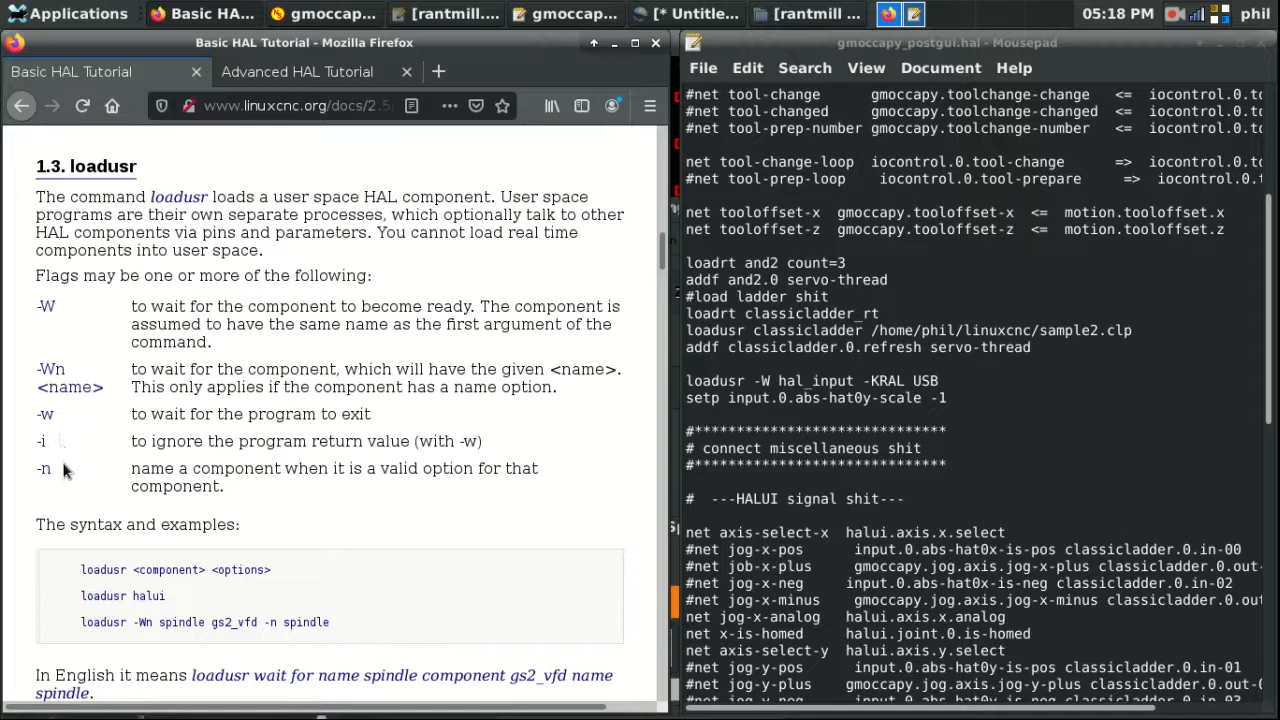 Applications
Basic HA...
gmoccap...
[rantmill....
gmoccap...
[* Untitle...
[rantmill ...
05:18 PM
phil
Basic HAL Tutorial - Mozilla Firefox
Basic HAL Tutorial
Advanced HAL Tutorial
www.linuxcnc.org/docs/2.5
1.3. loadusr
The command loadusr loads a user space HAL component. User space
programs are their own separate processes, which optionally talk to other
HAL components via pins and parameters. You cannot load real time
components into user space.
Flags may be one or more of the following:
-W to wait for the component to become ready. The component is
assumed to have the same name as the first argument of the
command.
-Wn to wait for the component, which will have the given <name>.
<name> This only applies if the component has a name option.
-w to wait for the program to exit
-i to ignore the program return value (with -w)
-n name a component when it is a valid option for that
component.
The syntax and examples:
loadusr <component> <options>
loadusr halui
loadusr -Wn spindle gs2_vfd -n spindle
In English it means loadusr wait for name spindle component gs2_vfd name
spindle.
gmoccapy_postgui.hal - Mousepad
File Edit Search View Document Help
#net tool-change gmoccapy.toolchange-change <= iocontrol.0.to
#net tool-changed gmoccapy.toolchange-changed <= iocontrol.0.to
#net tool-prep-number gmoccapy.toolchange-number <= iocontrol.0.to
net tool-change-loop iocontrol.0.tool-change => iocontrol.0.to
#net tool-prep-loop iocontrol.0.tool-prepare => iocontrol.0.t
net tooloffset-x gmoccapy.tooloffset-x <= motion.tooloffset.x
net tooloffset-z gmoccapy.tooloffset-z <= motion.tooloffset.z
loadrt and2 count=3
addf and2.0 servo-thread
#load ladder shit
loadrt classicladder_rt
loadusr classicladder /home/phil/linuxcnc/sample2.clp
addf classicladder.0.refresh servo-thread
loadusr -W hal_input -KRAL USB
setp input.0.abs-hat0y-scale -1
#******************************
# connect miscellaneous shit
#******************************
# ---HALUI signal shit---
net axis-select-x halui.axis.x.select
#net jog-x-pos input.0.abs-hat0x-is-pos classicladder.0.in-00
#net job-x-plus gmoccapy.jog.axis.jog-x-plus classicladder.0.out-
#net jog-x-neg input.0.abs-hat0x-is-neg classicladder.0.in-02
#net jog-x-minus gmoccapy.jog.axis.jog-x-minus classicladder.0.out
net jog-x-analog halui.axis.x.analog
net x-is-homed halui.joint.0.is-homed
net axis-select-y halui.axis.y.select
#net jog-y-pos input.0.abs-hat0y-is-pos classicladder.0.in-01
#net jog-y-plus gmoccapy.jog.axis.jog-y-plus classicladder.0.out-0
#net jog-y-neg input.0.abs-hat0y-is-neg classicladder.0.in-03